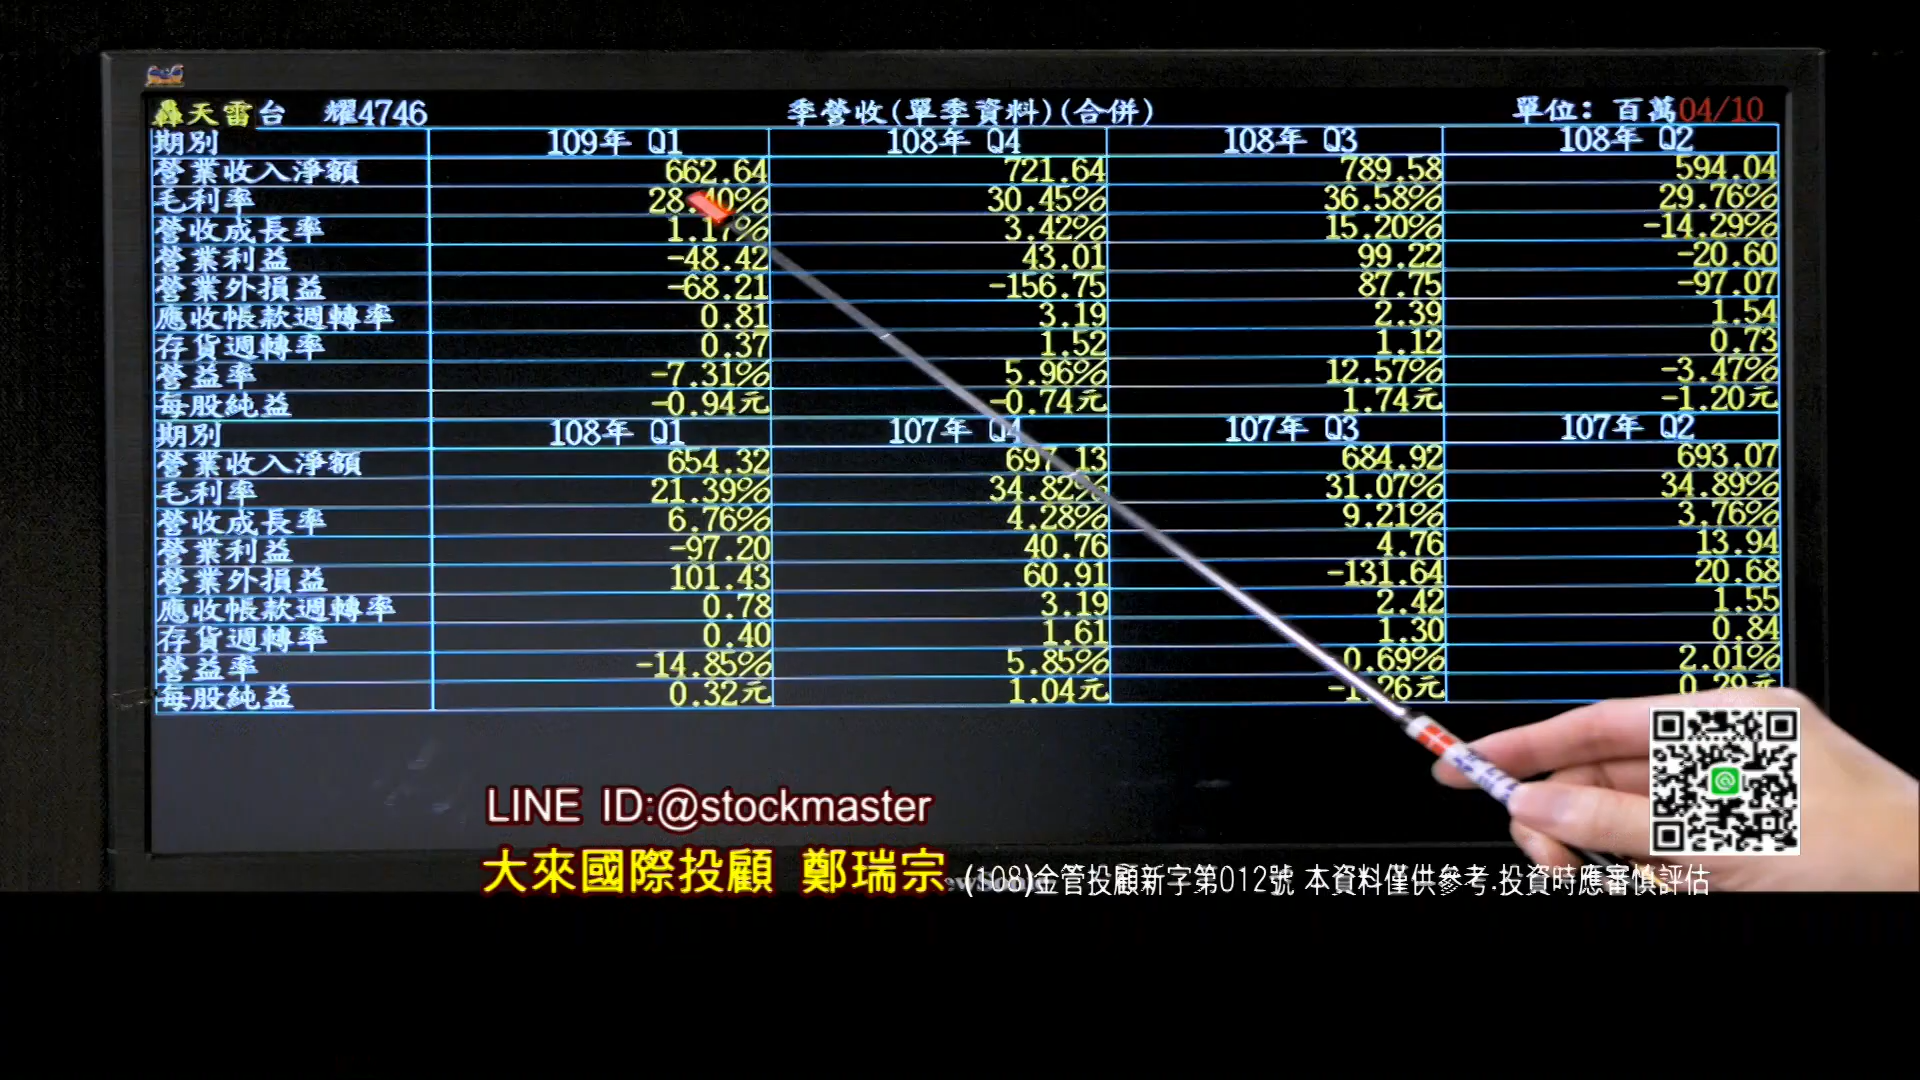 轟天雷台 耀4746 季營收(單季資料)(合併) 單位: 百萬04/10
期別 109年 Q1 108年 Q4 108年 Q3 108年 Q2
營業收入淨額 662.64 721.64 789.58 594.04
毛利率 28.40% 30.45% 36.58% 29.76%
營收成長率 1.17% 3.42% 15.20% -14.29%
營業利益 -48.42 43.01 99.22 -20.60
營業外損益 -68.21 -156.75 87.75 -97.07
應收帳款週轉率 0.81 3.19 2.39 1.54
存貨週轉率 0.37 1.52 1.12 0.73
營益率 -7.31% 5.96% 12.57% -3.47%
每股純益 -0.94元 -0.74元 1.74元 -1.20元
期別 108年 Q1 107年 Q4 107年 Q3 107年 Q2
營業收入淨額 654.32 697.13 684.92 693.07
毛利率 21.39% 34.82% 31.07% 34.89%
營收成長率 6.76% 4.28% 9.21% 3.76%
營業利益 -97.20 40.76 4.76 13.94
營業外損益 101.43 60.91 -131.64 20.68
應收帳款週轉率 0.78 3.19 2.42 1.55
存貨週轉率 0.40 1.61 1.30 0.84
營益率 -14.85% 5.85% 0.69% 2.01%
每股純益 0.32元 1.04元 -1.26元 0.29元
LINE ID:@stockmaster
大來國際投顧 鄭瑞宗 (108)金管投顧新字第012號 本資料僅供參考.投資時應審慎評估